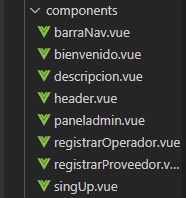 components
barraNav.vue
bienvenido.vue
descripcion.vue
header.vue
paneladmin.vue
registrarOperador.vue
registrarProveedor.v...
singUp.vue